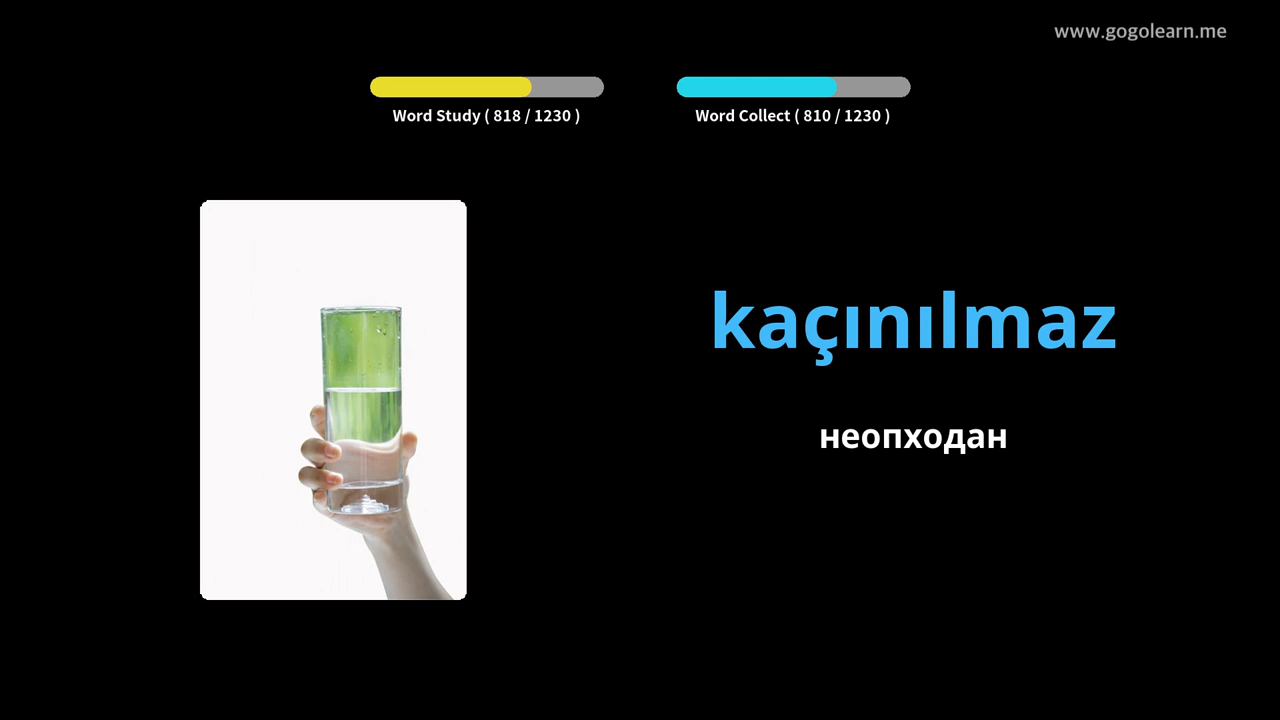 www.gogolearn.me
Word Study ( 818 / 1230 )
Word Collect ( 810 / 1230 )
kaçınılmaz
неопходан